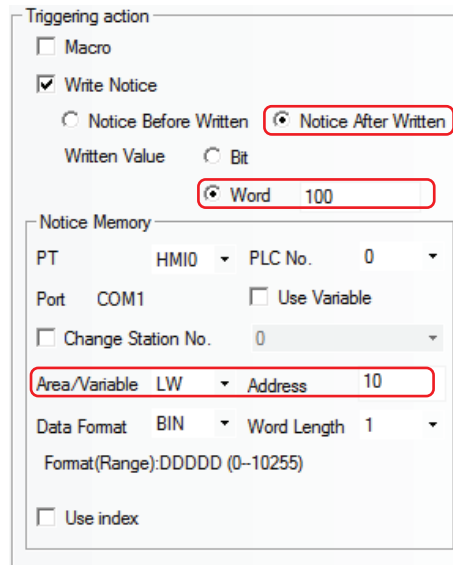 Triggering action
Macro
Write Notice
Notice Before Written Notice After Written
Written Value Bit
Word 100
Notice Memory
PT HMI0 PLC No. 0
Port COM1 Use Variable
Change Station No. 0
Area/Variable LW Address 10
Data Format BIN Word Length 1
Format(Range):DDDDD (0--10255)
Use index